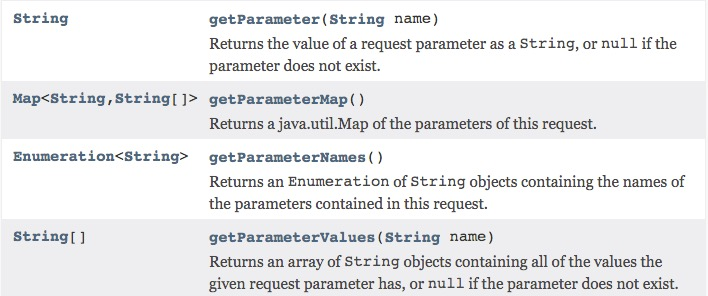 String getParameter(String name)
Returns the value of a request parameter as a String, or null if the
parameter does not exist.
Map<String,String[]> getParameterMap()
Returns a java.util.Map of the parameters of this request.
Enumeration<String> getParameterNames()
Returns an Enumeration of String objects containing the names of
the parameters contained in this request.
String[] getParameterValues(String name)
Returns an array of String objects containing all of the values the
given request parameter has, or null if the parameter does not exist.